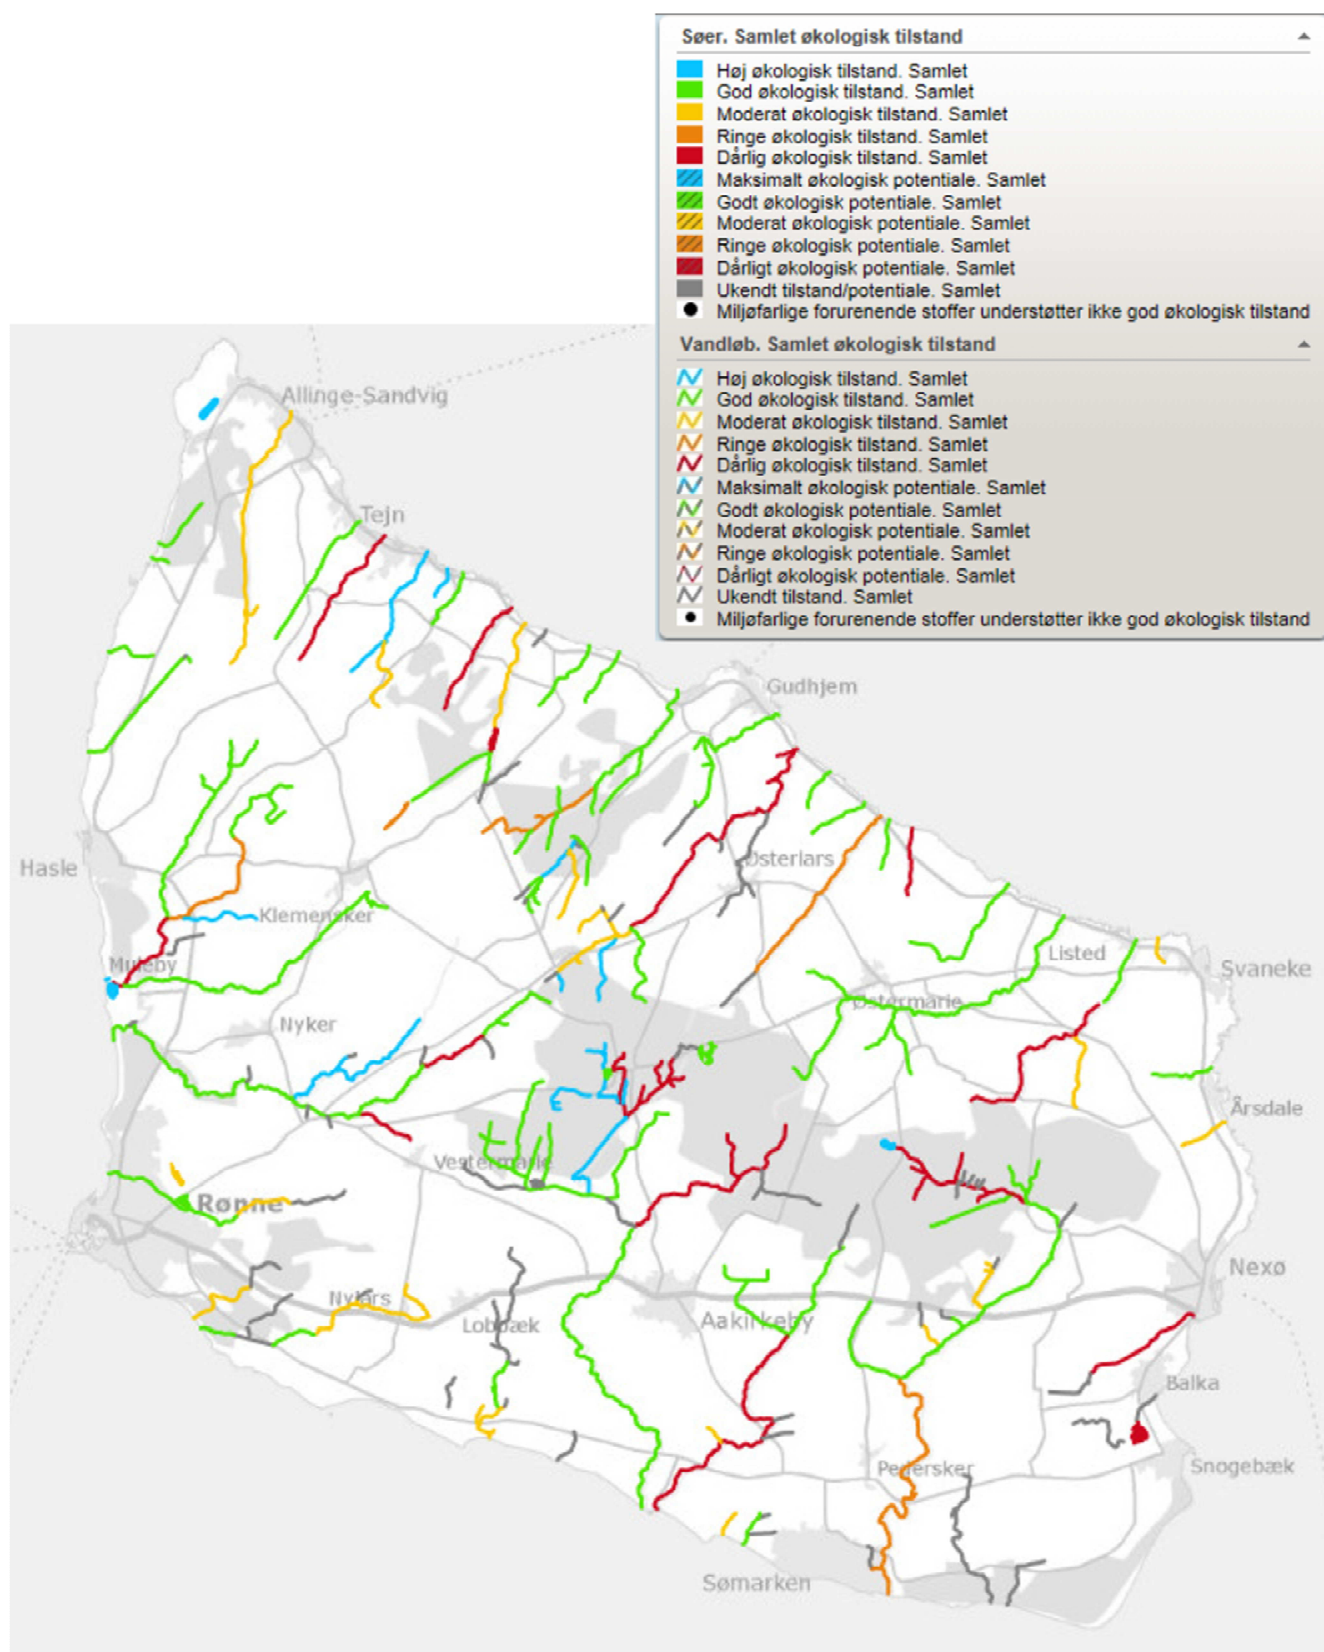 Søer. Samlet økologisk tilstand
Høj økologisk tilstand. Samlet
God økologisk tilstand. Samlet
Moderat økologisk tilstand. Samlet
Ringe økologisk tilstand. Samlet
Dårlig økologisk tilstand. Samlet
Maksimalt økologisk potentiale. Samlet
Godt økologisk potentiale. Samlet
Moderat økologisk potentiale. Samlet
Ringe økologisk potentiale. Samlet
Dårligt økologisk potentiale. Samlet
Ukendt tilstand/potentiale. Samlet
Miljøfarlige forurenende stoffer understøtter ikke god økologisk tilstand
Vandløb. Samlet økologisk tilstand
Høj økologisk tilstand. Samlet
God økologisk tilstand. Samlet
Moderat økologisk tilstand. Samlet
Ringe økologisk tilstand. Samlet
Dårlig økologisk tilstand. Samlet
Maksimalt økologisk potentiale. Samlet
Godt økologisk potentiale. Samlet
Moderat økologisk potentiale. Samlet
Ringe økologisk potentiale. Samlet
Dårligt økologisk potentiale. Samlet
Ukendt tilstand. Samlet
Miljøfarlige forurenende stoffer understøtter ikke god økologisk tilstand
Allinge-Sandvig
Tejn
Gudhjem
Hasle
Østerlars
Klemensker
Muleby
Listed
Svaneke
Nyker
Østermarie
Årsdale
Vestermarie
Rønne
Nexø
Nylars
Lobbæk
Aakirkeby
Balka
Pedersker
Snogebæk
Sømarken